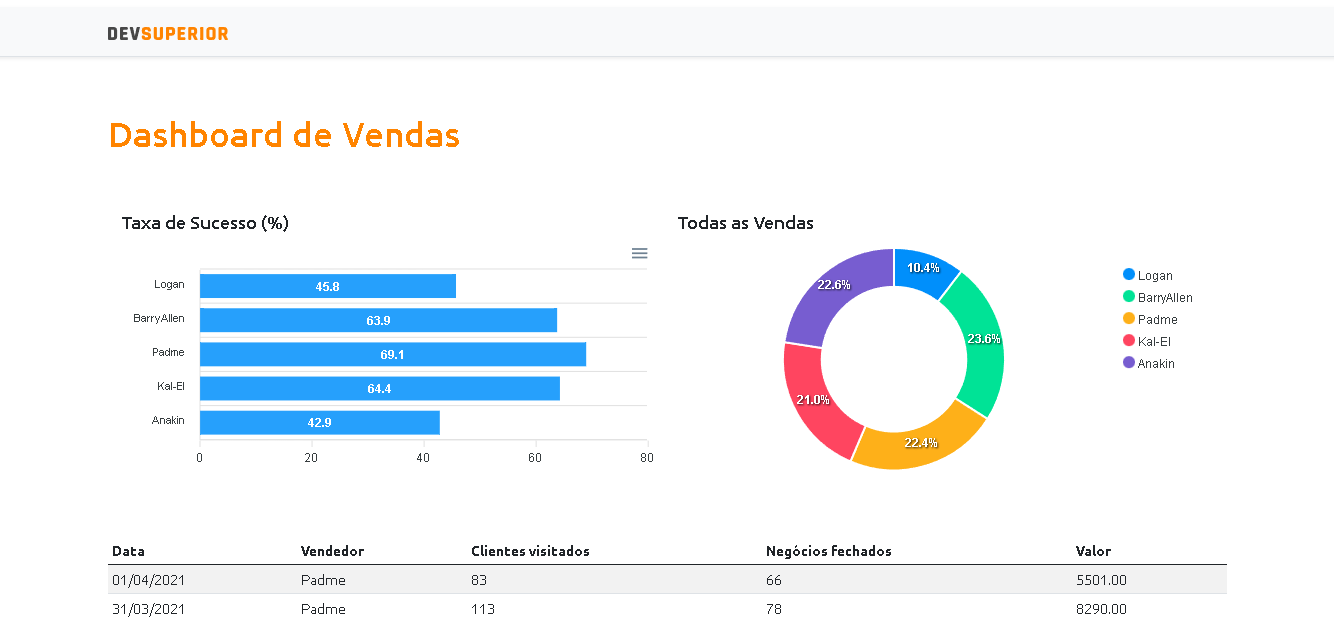 DEVSUPERIOR
Dashboard de Vendas
Taxa de Sucesso (%)
Logan 45.8
BarryAllen 63.9
Padme 69.1
Kal-El 64.4
Anakin 42.9
0 20 40 60 80
Todas as Vendas
10.4%
23.6%
22.4%
21.0%
22.6%
Logan
BarryAllen
Padme
Kal-El
Anakin
Data Vendedor Clientes visitados Negócios fechados Valor
01/04/2021 Padme 83 66 5501.00
31/03/2021 Padme 113 78 8290.00